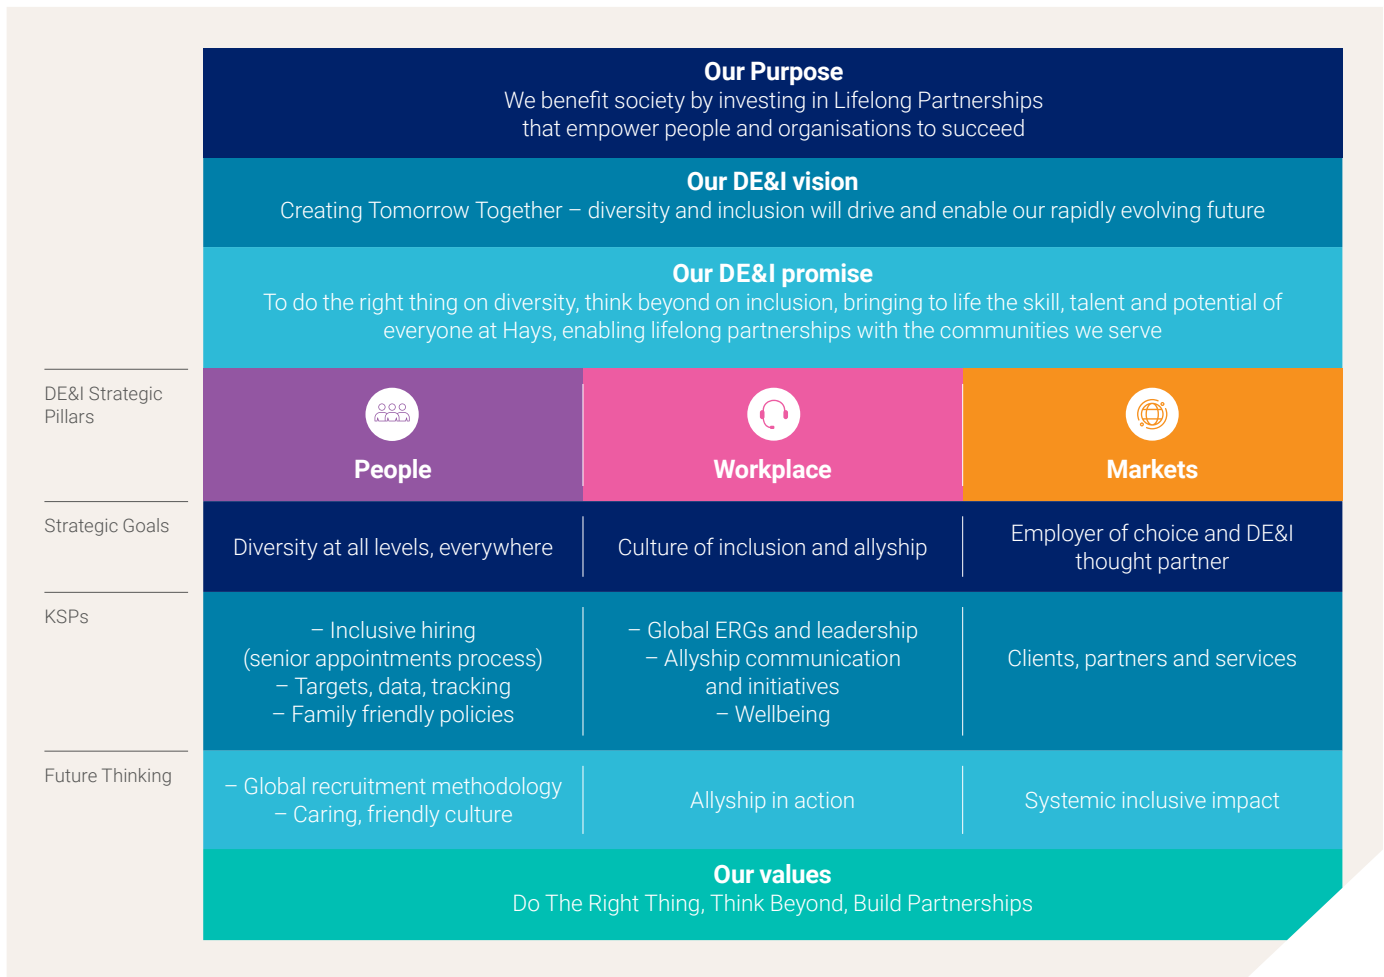 Our Purpose
We benefit society by investing in Lifelong Partnerships
that empower people and organisations to succeed
Our DE&I vision
Creating Tomorrow Together – diversity and inclusion will drive and enable our rapidly evolving future
Our DE&I promise
To do the right thing on diversity, think beyond on inclusion, bringing to life the skill, talent and potential of
everyone at Hays, enabling lifelong partnerships with the communities we serve
DE&I Strategic
Pillars
People
Workplace
Markets
Strategic Goals
Diversity at all levels, everywhere
Culture of inclusion and allyship
Employer of choice and DE&I
thought partner
KSPs
– Inclusive hiring
(senior appointments process)
– Targets, data, tracking
– Family friendly policies
– Global ERGs and leadership
– Allyship communication
and initiatives
– Wellbeing
Clients, partners and services
Future Thinking
– Global recruitment methodology
– Caring, friendly culture
Allyship in action
Systemic inclusive impact
Our values
Do The Right Thing, Think Beyond, Build Partnerships